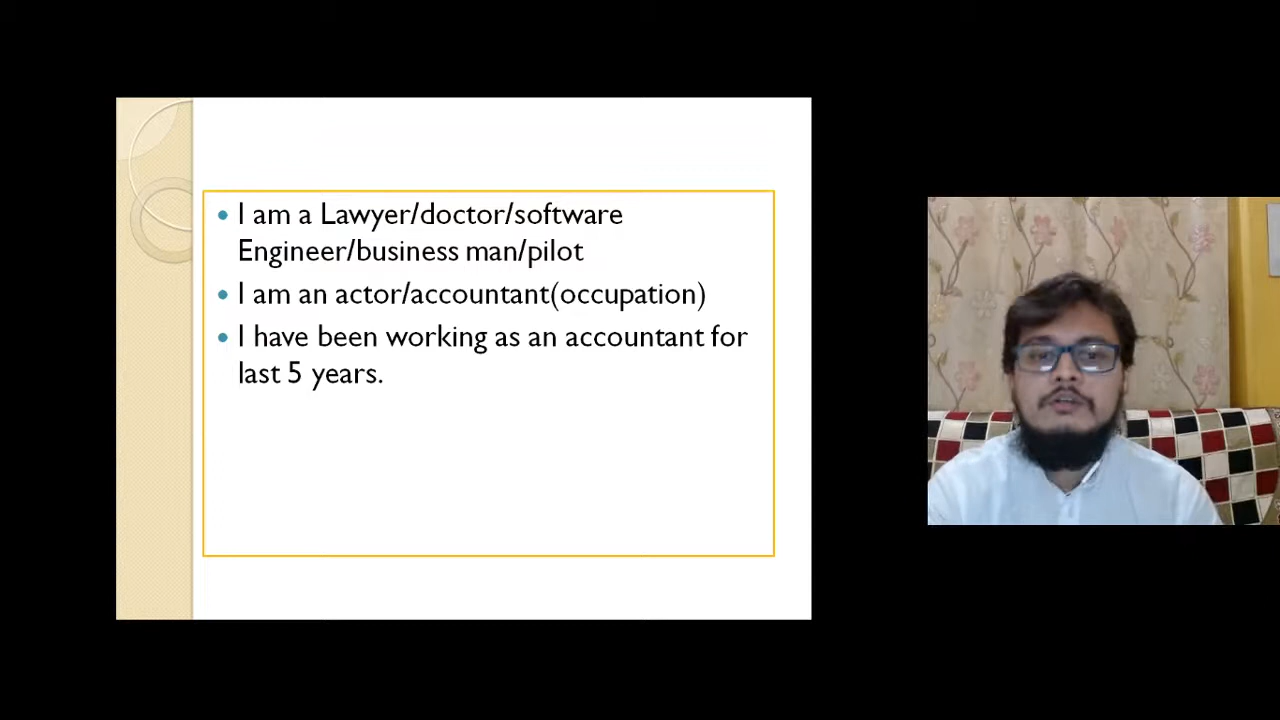 I am a Lawyer/doctor/software
Engineer/business man/pilot
I am an actor/accountant(occupation)
I have been working as an accountant for
last 5 years.